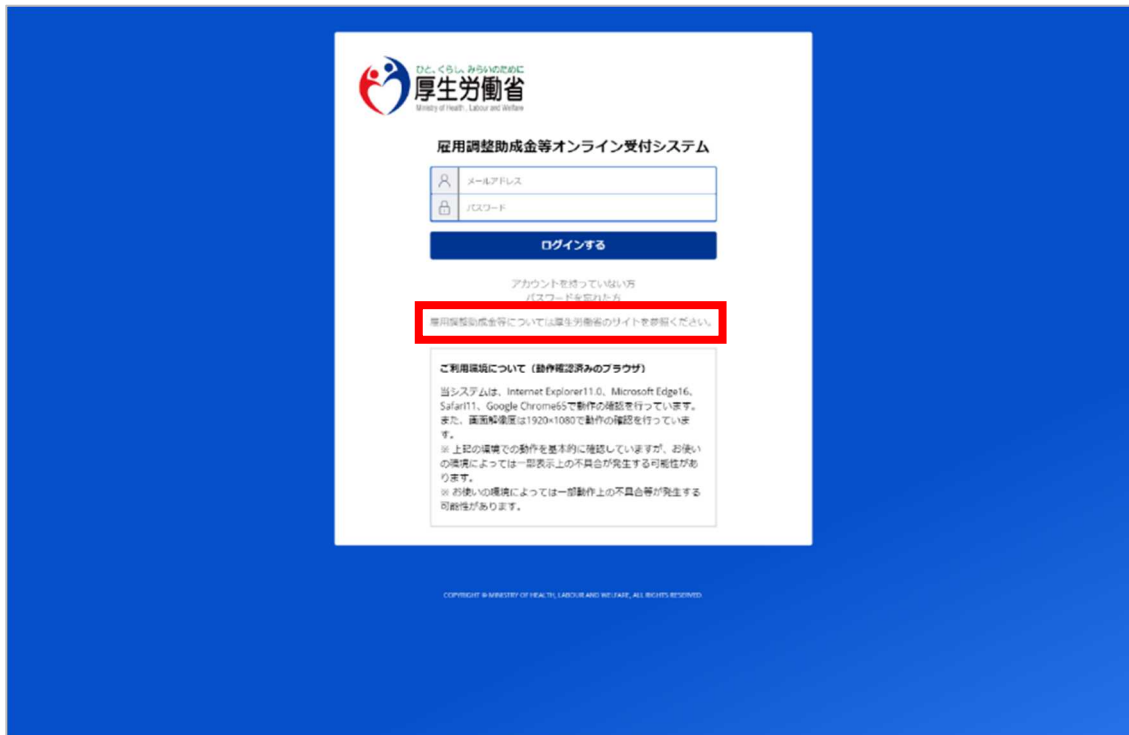 ひと、くらし、みらいのために
厚生労働省
Ministry of Health, Labour and Welfare
雇用調整助成金等オンライン受付システム
メールアドレス
パスワード
ログインする
アカウントを持っていない方
パスワードを忘れた方
雇用調整助成金等については厚生労働省のサイトを参照ください。
ご利用環境について（動作確認済みのブラウザ）
当システムは、Internet Explorer11.0、Microsoft Edge16、
Safari11、Google Chrome65で動作の確認を行っています。
また、画面解像度は1920×1080で動作の確認を行っていま
す。
※ 上記の環境での動作を基本的に確認していますが、お使い
の環境によっては一部表示上の不具合が発生する可能性があ
ります。
※ お使いの環境によっては一部動作上の不具合等が発生する
可能性があります。
COPYRIGHT © MINISTRY OF HEALTH, LABOUR AND WELFARE, ALL RIGHTS RESERVED